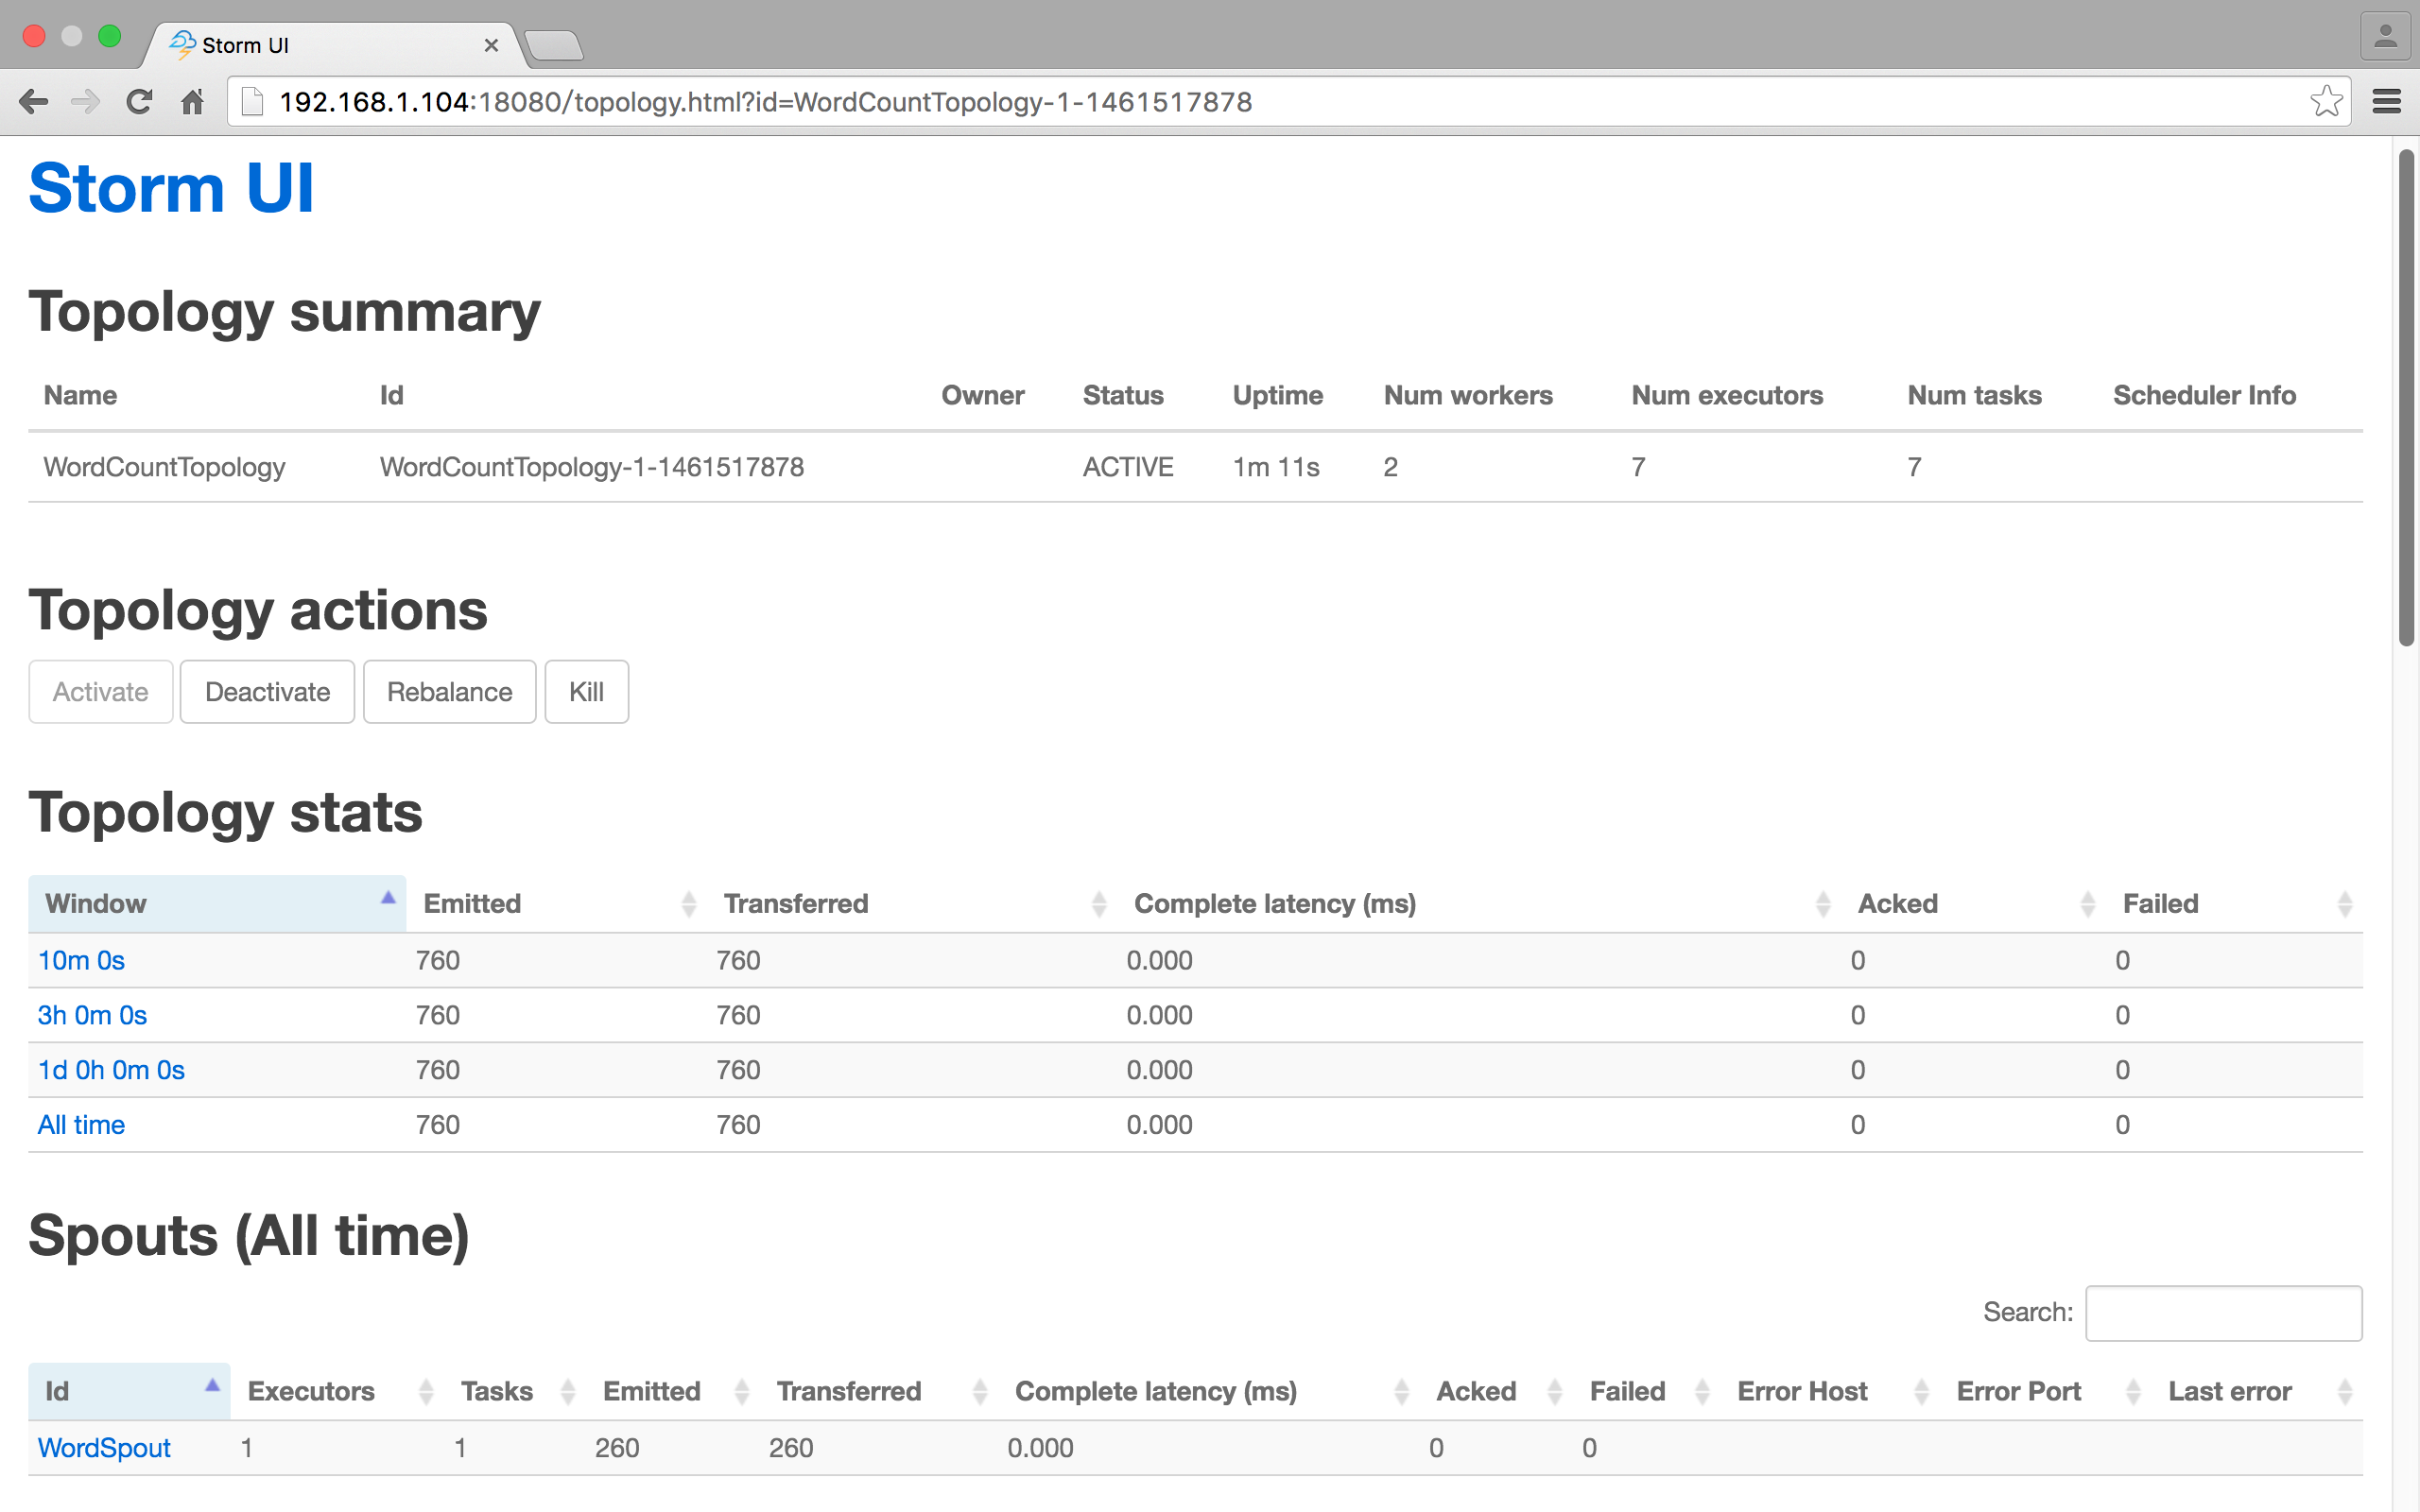 Storm UI
192.168.1.104:18080/topology.html?id=WordCountTopology-1-1461517878
Storm UI
Topology summary
Name Id Owner Status Uptime Num workers Num executors Num tasks Scheduler Info
WordCountTopology WordCountTopology-1-1461517878 ACTIVE 1m 11s 2 7 7
Topology actions
Activate Deactivate Rebalance Kill
Topology stats
Window Emitted Transferred Complete latency (ms) Acked Failed
10m 0s 760 760 0.000 0 0
3h 0m 0s 760 760 0.000 0 0
1d 0h 0m 0s 760 760 0.000 0 0
All time 760 760 0.000 0 0
Spouts (All time)
Search:
Id Executors Tasks Emitted Transferred Complete latency (ms) Acked Failed Error Host Error Port Last error
WordSpout 1 1 260 260 0.000 0 0